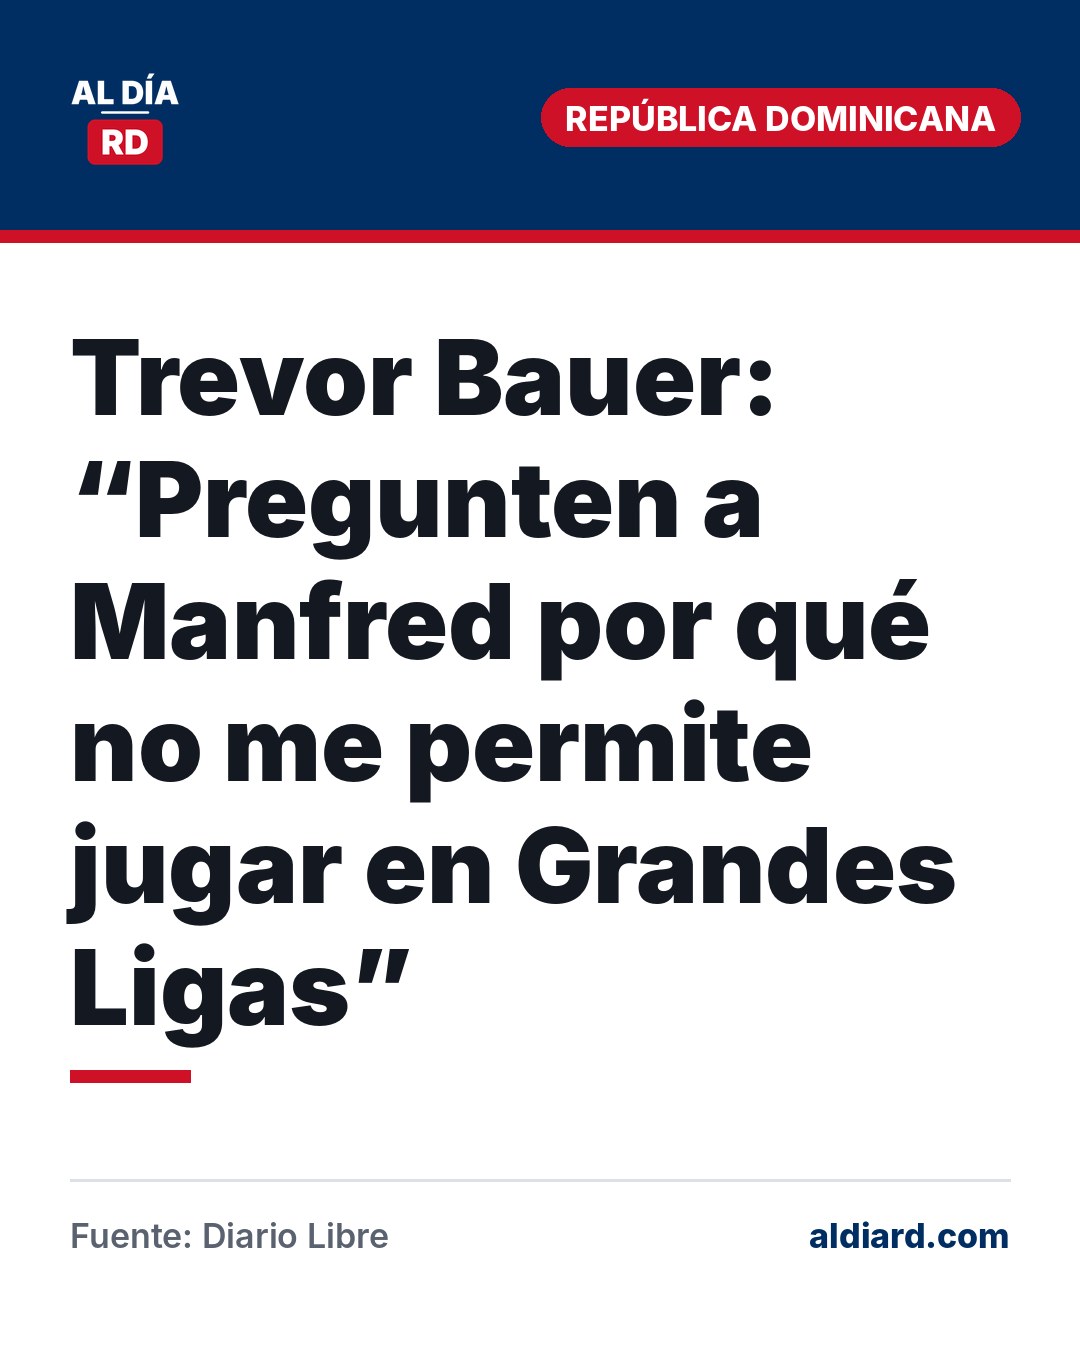 AL DÍA
RD
REPÚBLICA DOMINICANA
Trevor Bauer:
“Pregunten a
Manfred por qué
no me permite
jugar en Grandes
Ligas”
Fuente: Diario Libre
aldiard.com